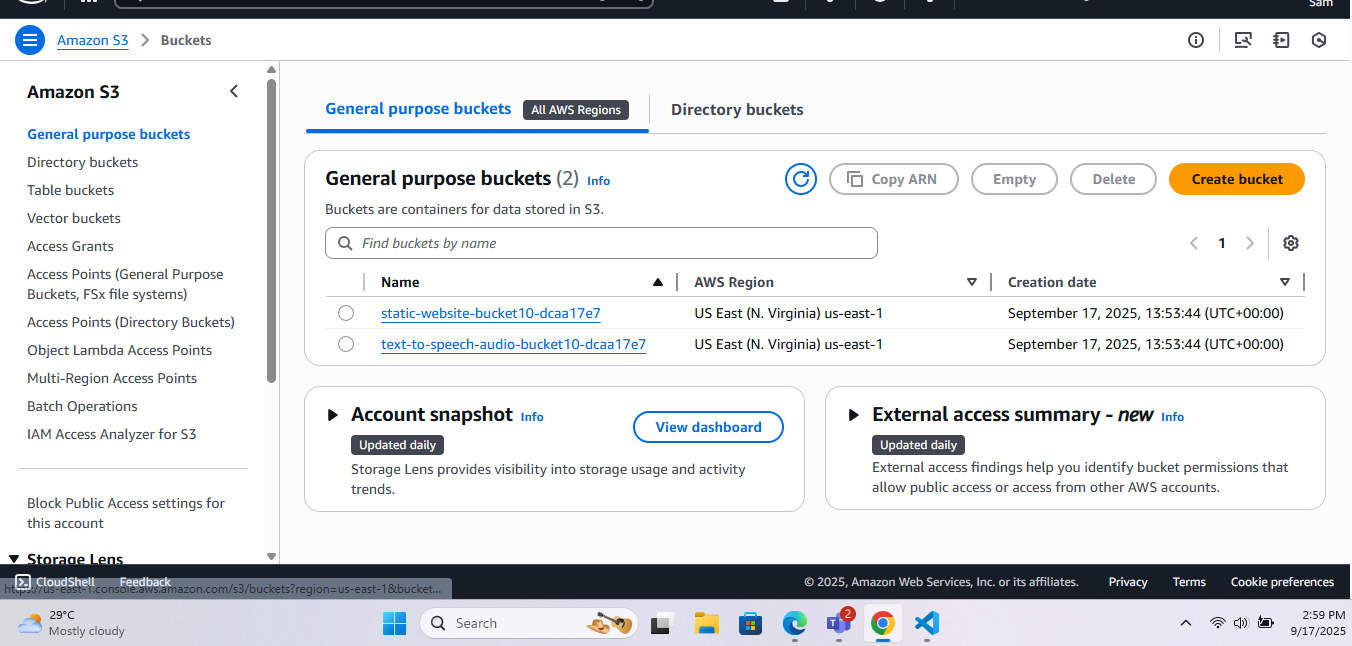 Sam
Amazon S3 > Buckets
Amazon S3
General purpose buckets
Directory buckets
Table buckets
Vector buckets
Access Grants
Access Points (General Purpose
Buckets, FSx file systems)
Access Points (Directory Buckets)
Object Lambda Access Points
Multi-Region Access Points
Batch Operations
IAM Access Analyzer for S3
Block Public Access settings for
this account
Storage Lens
General purpose buckets All AWS Regions Directory buckets
General purpose buckets (2) Info Copy ARN Empty Delete Create bucket
Buckets are containers for data stored in S3.
Find buckets by name 1
Name AWS Region Creation date
static-website-bucket10-dcaa17e7 US East (N. Virginia) us-east-1 September 17, 2025, 13:53:44 (UTC+00:00)
text-to-speech-audio-bucket10-dcaa17e7 US East (N. Virginia) us-east-1 September 17, 2025, 13:53:44 (UTC+00:00)
Account snapshot Info View dashboard
Updated daily
Storage Lens provides visibility into storage usage and activity
trends.
External access summary - new Info
Updated daily
External access findings help you identify bucket permissions that
allow public access or access from other AWS accounts.
CloudShell Feedback © 2025, Amazon Web Services, Inc. or its affiliates. Privacy Terms Cookie preferences
https://us-east-1.console.aws.amazon.com/s3/buckets?region=us-east-1&bucket...
29°C
Mostly cloudy
Search
2
2:59 PM
9/17/2025